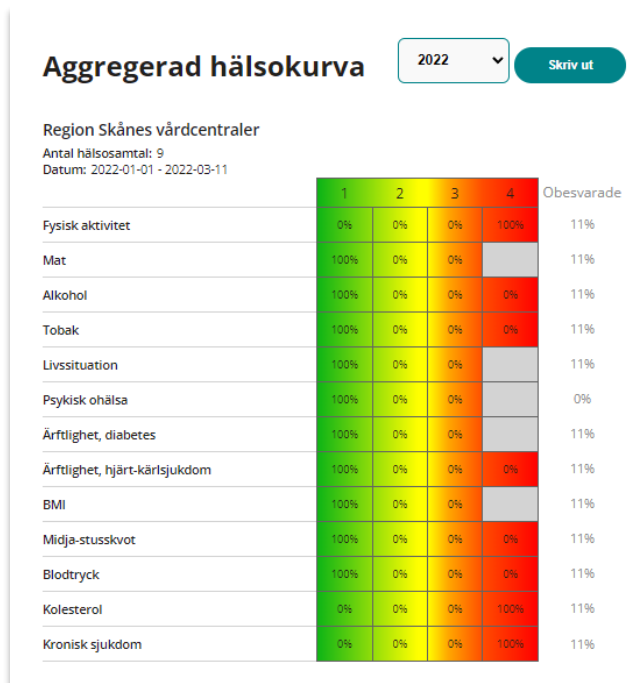 Aggregerad hälsokurva 2022 Skriv ut
Region Skånes vårdcentraler
Antal hälsosamtal: 9
Datum: 2022-01-01 - 2022-03-11
1 2 3 4 Obesvarade
Fysisk aktivitet 0% 0% 0% 100% 11%
Mat 100% 0% 0% 11%
Alkohol 100% 0% 0% 0% 11%
Tobak 100% 0% 0% 0% 11%
Livssituation 100% 0% 0% 11%
Psykisk ohälsa 100% 0% 0% 0%
Ärftlighet, diabetes 100% 0% 0% 11%
Ärftlighet, hjärt-kärlsjukdom 100% 0% 0% 0% 11%
BMI 100% 0% 0% 11%
Midja-stusskvot 100% 0% 0% 0% 11%
Blodtryck 100% 0% 0% 0% 11%
Kolesterol 0% 0% 0% 100% 11%
Kronisk sjukdom 0% 0% 0% 100% 11%